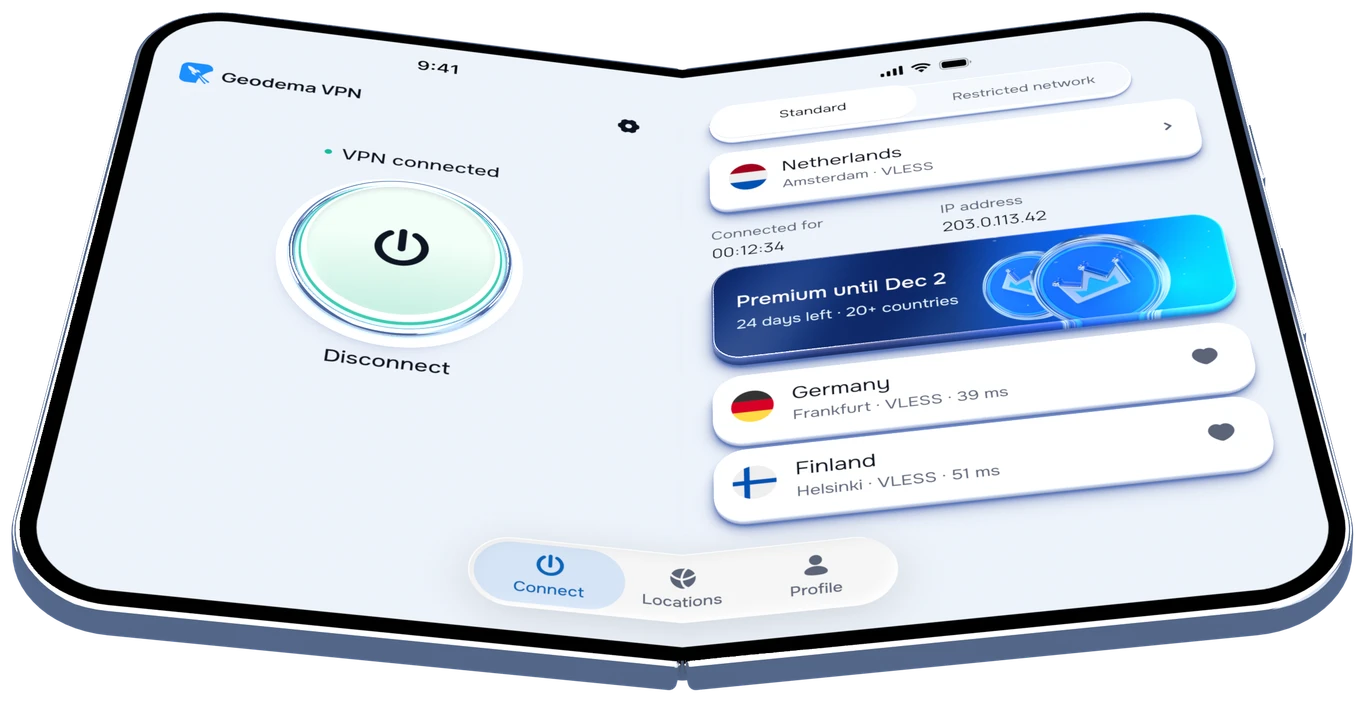 9:41
Geodema VPN
VPN connected
Disconnect
Standard
Restricted network
Netherlands
Amsterdam · VLESS
Connected for
00:12:34
IP address
203.0.113.42
Premium until Dec 2
24 days left · 20+ countries
Germany
Frankfurt · VLESS · 39 ms
Finland
Helsinki · VLESS · 51 ms
Connect
Locations
Profile